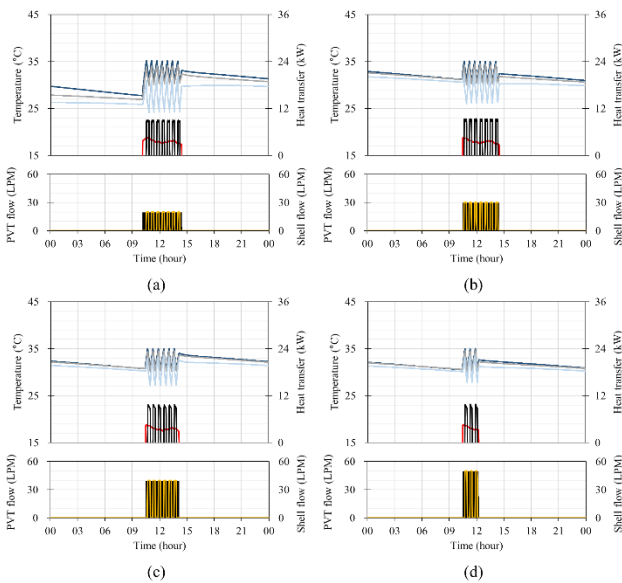 45
35
25
15
Temperature (°C)
36
24
12
0
Heat transfer (kW)
60
30
0
PVT flow (LPM)
60
30
0
Shell flow (LPM)
00 03 06 09 12 15 18 21 00
Time (hour)
(a)
45
35
25
15
Temperature (°C)
36
24
12
0
Heat transfer (kW)
60
30
0
PVT flow (LPM)
60
30
0
Shell flow (LPM)
00 03 06 09 12 15 18 21 00
Time (hour)
(b)
45
35
25
15
Temperature (°C)
36
24
12
0
Heat transfer (kW)
60
30
0
PVT flow (LPM)
60
30
0
Shell flow (LPM)
00 03 06 09 12 15 18 21 00
Time (hour)
(c)
45
35
25
15
Temperature (°C)
36
24
12
0
Heat transfer (kW)
60
30
0
PVT flow (LPM)
60
30
0
Shell flow (LPM)
00 03 06 09 12 15 18 21 00
Time (hour)
(d)